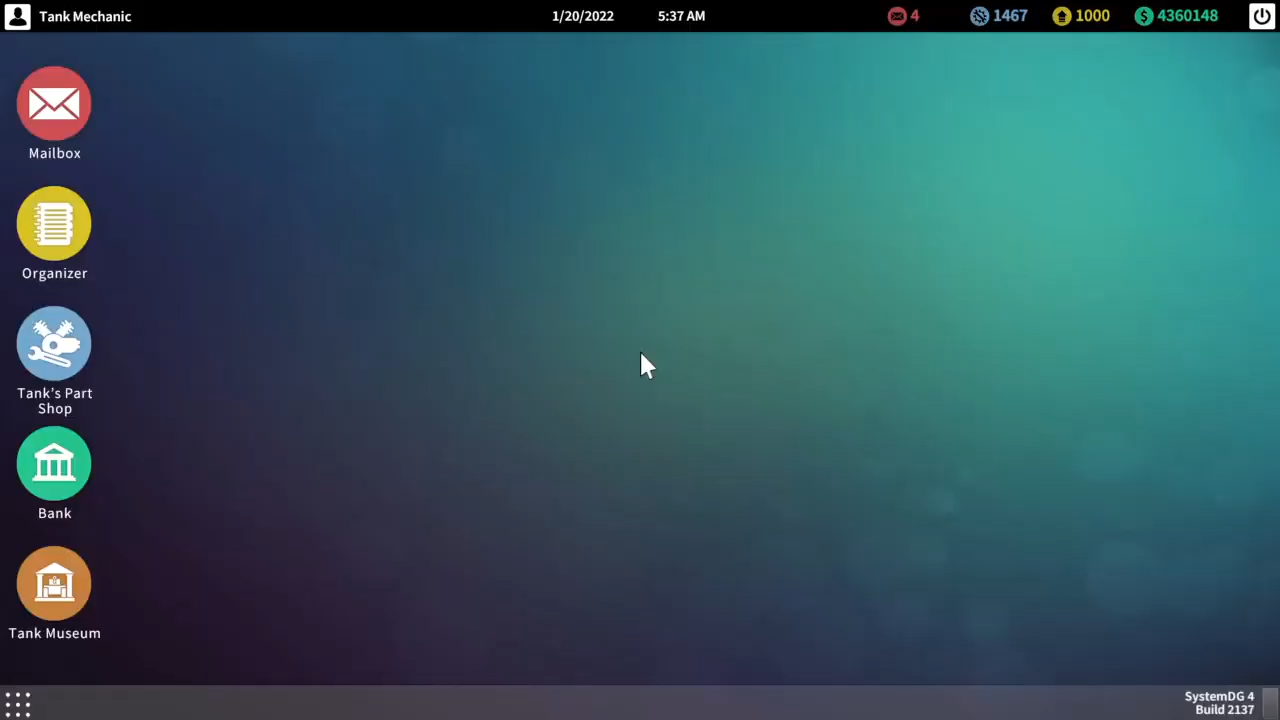 Tank Mechanic
1/20/2022
5:37 AM
4
1467
1000
4360148
Mailbox
Organizer
Tank's Part
Shop
Bank
Tank Museum
SystemDG 4
Build 2137